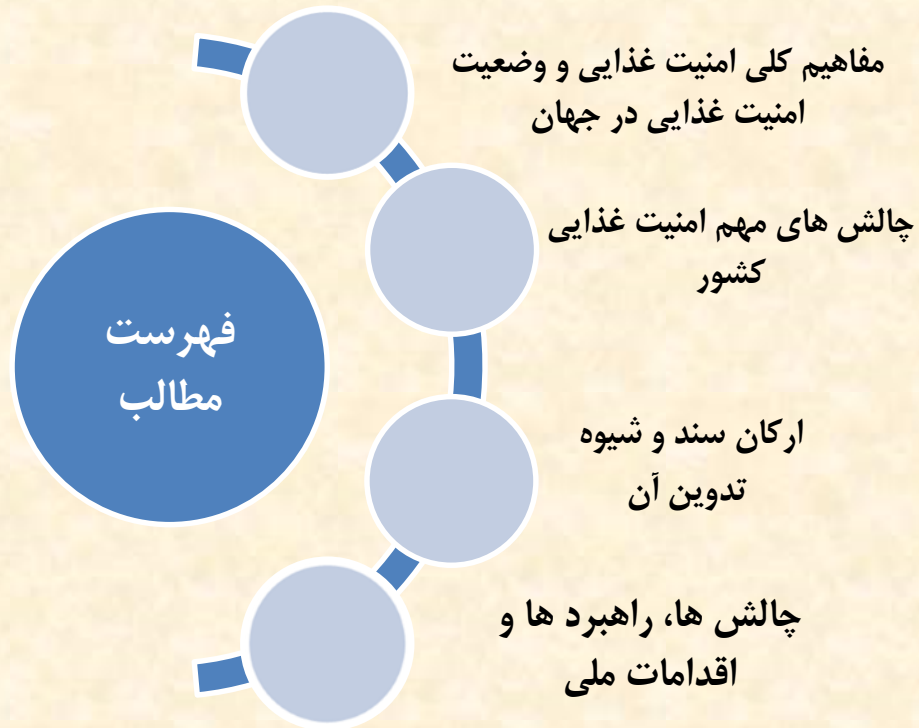 فهرست
مطالب
مفاهیم کلی امنیت غذایی و وضعیت
امنیت غذایی در جهان
چالش های مهم امنیت غذایی
کشور
ارکان سند و شیوه
تدوین آن
چالش ها، راهبرد ها و
اقدامات ملی